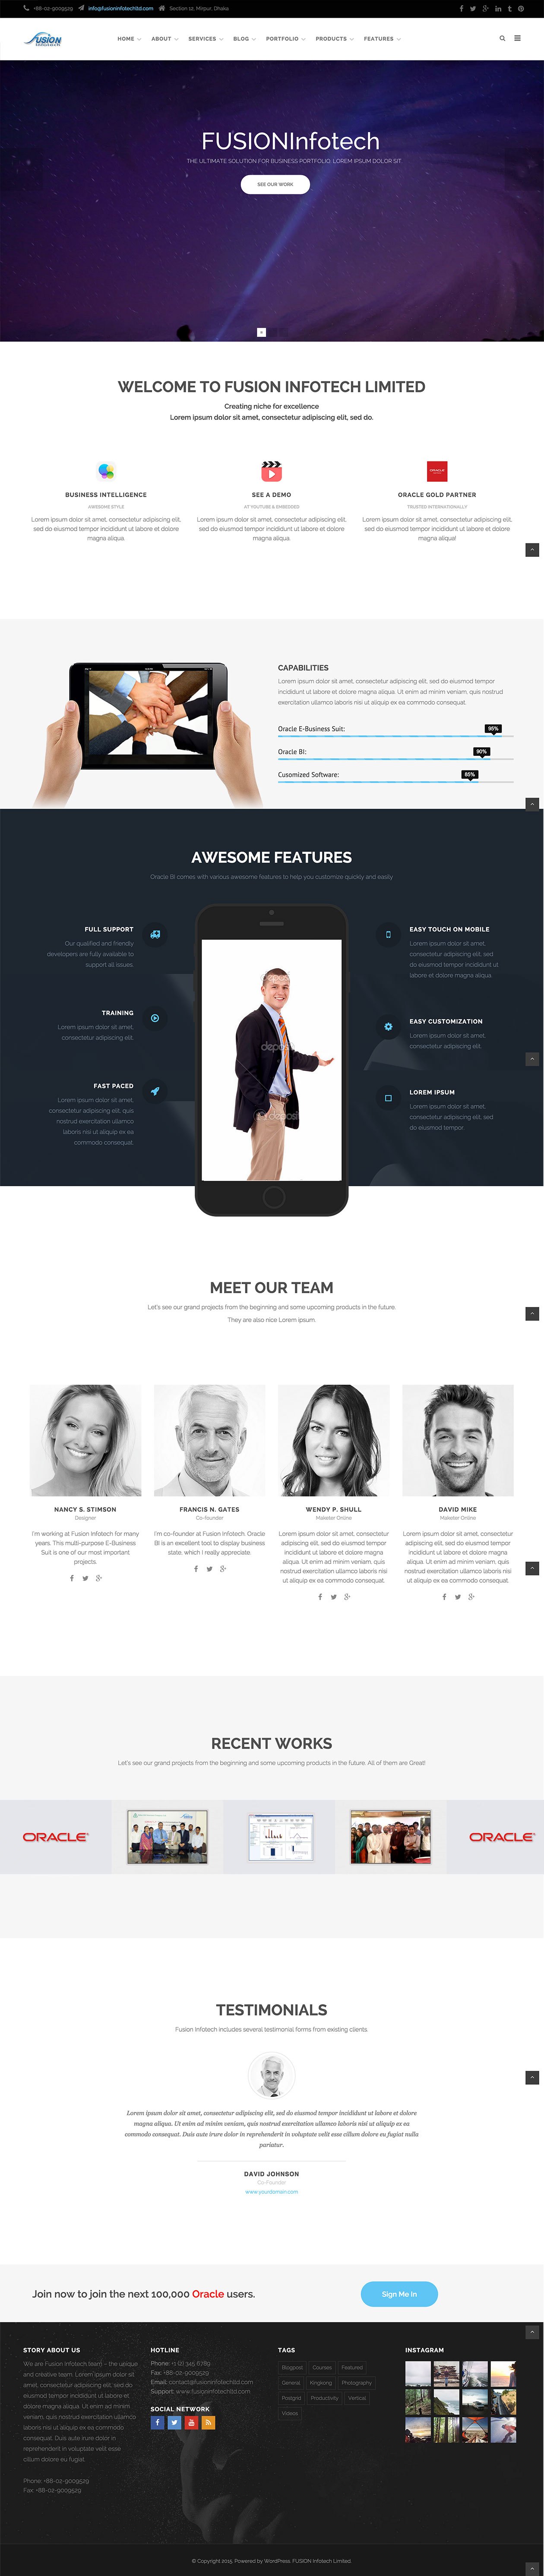 +88-02-9009529 info@fusioninfotechltd.com Section 12, Mirpur, Dhaka
FUSION
INFOTECH
HOME ABOUT SERVICES BLOG PORTFOLIO PRODUCTS FEATURES
FUSIONInfotech
THE ULTIMATE SOLUTION FOR BUSINESS PORTFOLIO. LOREM IPSUM DOLOR SIT.
SEE OUR WORK
WELCOME TO FUSION INFOTECH LIMITED
Creating niche for excellence
Lorem ipsum dolor sit amet, consectetur adipiscing elit, sed do.
BUSINESS INTELLIGENCE
AWESOME STYLE
Lorem ipsum dolor sit amet, consectetur adipiscing elit,
sed do eiusmod tempor incididunt ut labore et dolore
magna aliqua.
SEE A DEMO
AT YOUTUBE & EMBEDED
Lorem ipsum dolor sit amet, consectetur adipiscing elit,
sed do eiusmod tempor incididunt ut labore et dolore
magna aliqua.
ORACLE
ORACLE GOLD PARTNER
TRUSTED INTERNATIONALLY
Lorem ipsum dolor sit amet, consectetur adipiscing elit,
sed do eiusmod tempor incididunt ut labore et dolore
magna aliqua!
CAPABILITIES
Lorem ipsum dolor sit amet, consectetur adipiscing elit, sed do eiusmod tempor
incididunt ut labore et dolore magna aliqua. Ut enim ad minim veniam, quis nostrud
exercitation ullamco laboris nisi ut aliquip ex ea commodo consequat.
Oracle E-Business Suit:
95%
Oracle BI:
90%
Cusomized Software:
85%
AWESOME FEATURES
Oracle BI comes with various awesome features to help you customize quickly and easily
FULL SUPPORT
Our qualified and friendly
developers are fully available to
support all issues.
TRAINING
Lorem ipsum dolor sit amet,
consectetur adipiscing elit.
FAST PACED
Lorem ipsum dolor sit amet,
consectetur adipiscing elit, quis
nostrud exercitation ullamco
laboris nisi ut aliquip ex ea
commodo consequat.
EASY TOUCH ON MOBILE
Lorem ipsum dolor sit amet,
consectetur adipiscing elit, sed
do eiusmod tempor incididunt ut
labore et dolore magna aliqua.
EASY CUSTOMIZATION
Lorem ipsum dolor sit amet,
consectetur adipiscing elit.
LOREM IPSUM
Lorem ipsum dolor sit amet,
consectetur adipiscing elit, sed
do eiusmod tempor
MEET OUR TEAM
Let's see our grand projects from the beginning and some upcoming products in the future.
They are also nice Lorem ipsum.
NANCY S. STIMSON
Designer
I'm working at Fusion Infotech for many
years. This multi-purpose E-Business
Suit is one of our most important
projects.
FRANCIS N. GATES
Co-founder
I'm co-founder at Fusion Infotech. Oracle
BI is an excellent tool to display business
state, which I really appreciate.
WENDY P. SHULL
Maketer Online
Lorem ipsum dolor sit amet, consectetur
adipiscing elit, sed do eiusmod tempor
incididunt ut labore et dolore magna
aliqua. Ut enim ad minim veniam, quis
nostrud exercitation ullamco laboris nisi
ut aliquip ex ea commodo consequat.
DAVID MIKE
Maketer Online
Lorem ipsum dolor sit amet, consectetur
adipiscing elit, sed do eiusmod tempor
incididunt ut labore et dolore magna
aliqua. Ut enim ad minim veniam, quis
nostrud exercitation ullamco laboris nisi
ut aliquip ex ea commodo consequat.
RECENT WORKS
Let's see our grand projects from the beginning and some upcoming products in the future. All of them are Great!
ORACLE
ORACLE
TESTIMONIALS
Fusion Infotech includes several testimonial forms from existing clients.
Lorem ipsum dolor sit amet, consectetur adipiscing elit, sed do eiusmod tempor incididunt ut labore et dolore
magna aliqua. Ut enim ad minim veniam, quis nostrud exercitation ullamco laboris nisi ut aliquip ex ea
commodo consequat. Duis aute irure dolor in reprehenderit in voluptate velit esse cillum dolore eu fugiat nulla
pariatur.
DAVID JOHNSON
Co-Founder
www.yourdomain.com
Join now to join the next 100,000 Oracle users.
Sign Me In
STORY ABOUT US
We are Fusion infotech team - the unique
and creative team. Lorem ipsum dolor sit
amet, consectetur adipiscing elit, sed do
eiusmod tempor incididunt ut labore et
dolore magna aliqua. Ut enim ad minim
veniam, quis nostrud exercitation ullamco
laboris nisi ut aliquip ex ea commodo
consequat. Duis aute irure dolor in
reprehenderit in voluptate velit esse
cillum dolore eu fugiat.
Phone: +88-02-9009529
Fax: +88-02-9009529
HOTLINE
Phone: +1 (2) 345 6789
Fax: +88-02-9009529
Email: contact@fusioninfotechltd.com
Support: www.fusioninfotechltd.com
SOCIAL NETWORK
TAGS
Blogpost Courses Featured
General Kingkong Photography
Postgrid Productivity Vertical
Videos
INSTAGRAM
© Copyright 2015. Powered by WordPress. FUSION Infotech Limited.